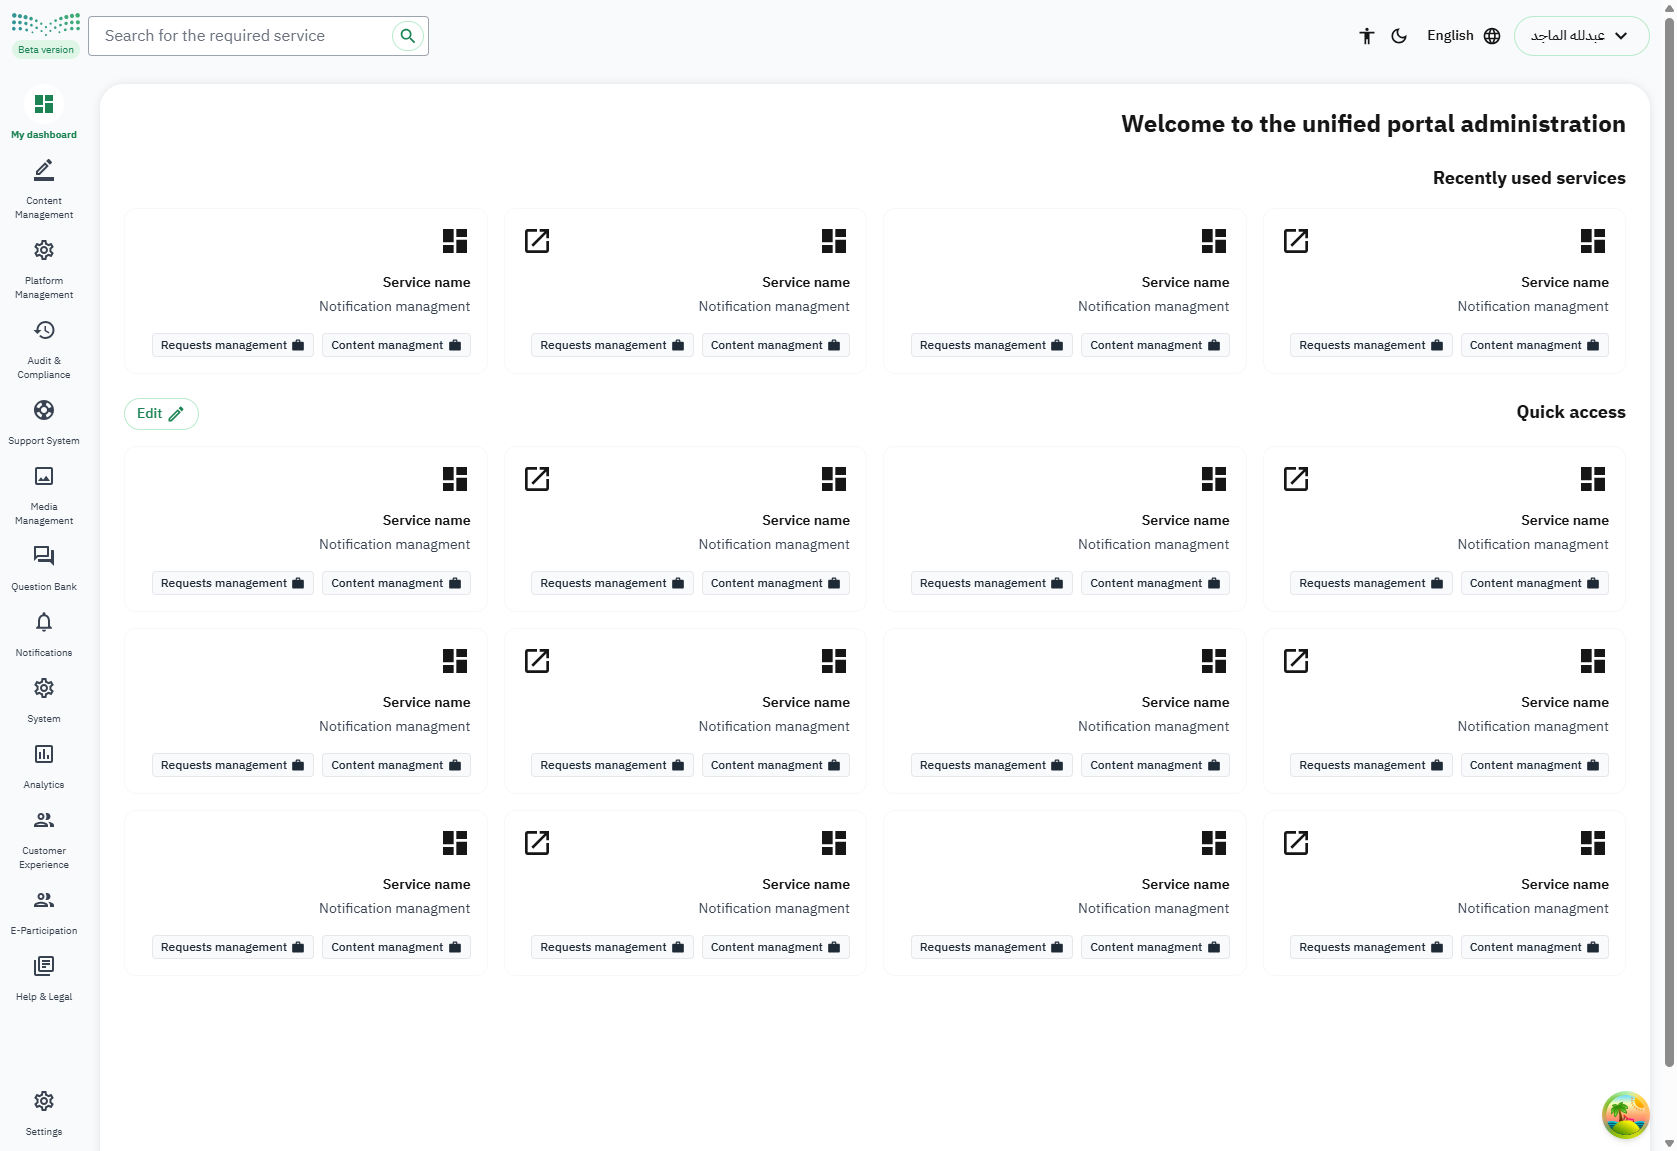 Beta version
Search for the required service
English
عبدلله الماجد
My dashboard
Content
Management
Platform
Management
Audit &
Compliance
Support System
Media
Management
Question Bank
Notifications
System
Analytics
Customer
Experience
E-Participation
Help & Legal
Settings
Welcome to the unified portal administration
Recently used services
Service name
Notification managment
Requests management
Content managment
Service name
Notification managment
Requests management
Content managment
Service name
Notification managment
Requests management
Content managment
Service name
Notification managment
Requests management
Content managment
Edit
Quick access
Service name
Notification managment
Requests management
Content managment
Service name
Notification managment
Requests management
Content managment
Service name
Notification managment
Requests management
Content managment
Service name
Notification managment
Requests management
Content managment
Service name
Notification managment
Requests management
Content managment
Service name
Notification managment
Requests management
Content managment
Service name
Notification managment
Requests management
Content managment
Service name
Notification managment
Requests management
Content managment
Service name
Notification managment
Requests management
Content managment
Service name
Notification managment
Requests management
Content managment
Service name
Notification managment
Requests management
Content managment
Service name
Notification managment
Requests management
Content managment